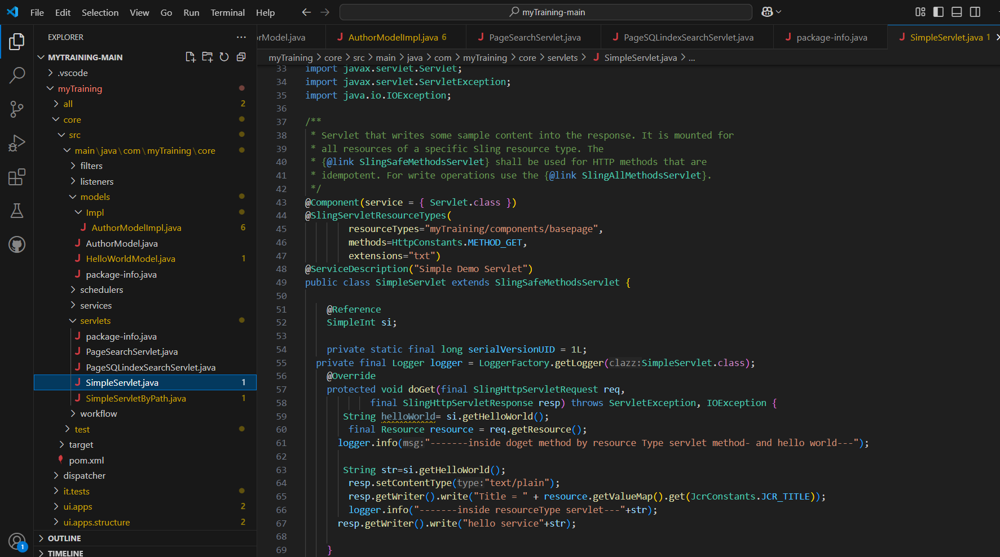 File Edit Selection View Go Run Terminal Help myTraining-main
EXPLORER
MYTRAINING-MAIN
.vscode
myTraining
all 2
core
src
main\java\com\myTraining\core
filters
listeners
models
Impl
AuthorModelImpl.java 6
AuthorModel.java
HelloWorldModel.java 1
package-info.java
schedulers
services
servlets
package-info.java
PageSearchServlet.java
PageSQLindexSearchServlet.java
SimpleServlet.java 1
SimpleServletByPath.java 1
workflow
test
target
pom.xml
dispatcher
it.tests
ui.apps 2
ui.apps.structure 2
OUTLINE
TIMELINE
1
orModel.java AuthorModelImpl.java 6 PageSearchServlet.java PageSQLindexSearchServlet.java package-info.java SimpleServlet.java 1
myTraining > core > src > main > java > com > myTraining > core > servlets > SimpleServlet.java > ...
33 import javax.servlet.Servlet;
34 import javax.servlet.ServletException;
35 import java.io.IOException;
36
37 /**
38 * Servlet that writes some sample content into the response. It is mounted for
39 * all resources of a specific Sling resource type. The
40 * {@link SlingSafeMethodsServlet} shall be used for HTTP methods that are
41 * idempotent. For write operations use the {@link SlingAllMethodsServlet}.
42 */
43 @Component(service = { Servlet.class })
44 @SlingServletResourceTypes(
45 resourceTypes="myTraining/components/basepage",
46 methods=HttpConstants.METHOD_GET,
47 extensions="txt")
48 @ServiceDescription("Simple Demo Servlet")
49 public class SimpleServlet extends SlingSafeMethodsServlet {
50
51 @Reference
52 SimpleInt si;
53
54 private static final long serialVersionUID = 1L;
55 private final Logger logger = LoggerFactory.getLogger(clazz:SimpleServlet.class);
56 @Override
57 protected void doGet(final SlingHttpServletRequest req,
58 final SlingHttpServletResponse resp) throws ServletException, IOException {
59 String helloWorld= si.getHelloWorld();
60 final Resource resource = req.getResource();
61 logger.info(msg:"-------inside doget method by resource Type servlet method- and hello world---");
62
63 String str=si.getHelloWorld();
64 resp.setContentType(type:"text/plain");
65 resp.getWriter().write("Title = " + resource.getValueMap().get(JcrConstants.JCR_TITLE));
66 logger.info("-------inside resourceType servlet---"+str);
67 resp.getWriter().write("hello service"+str);
68
69 }